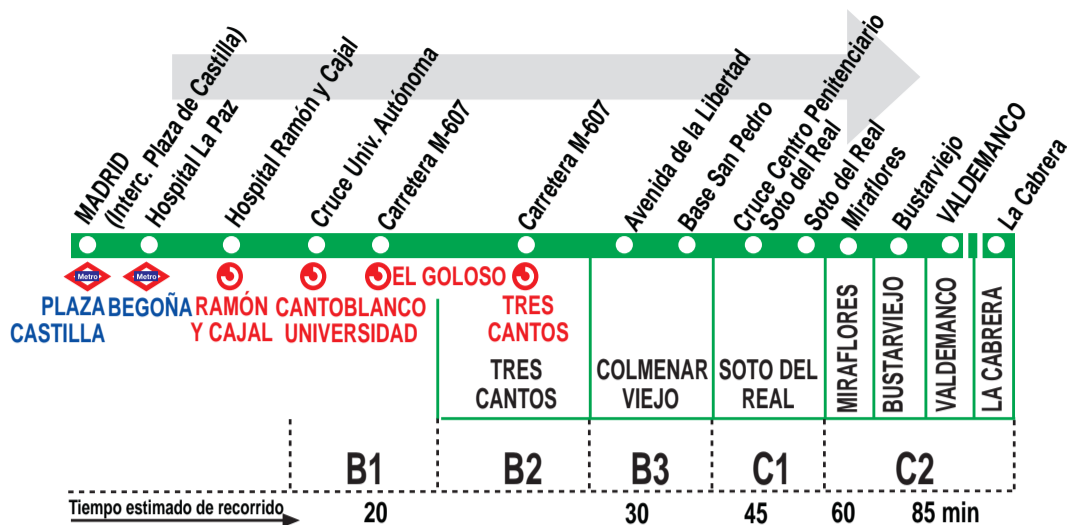 MADRID
(Interc. Plaza de Castilla)
Hospital La Paz
Hospital Ramón y Cajal
Cruce Univ. Autónoma
Carretera M-607
Carretera M-607
Avenida de la Libertad
Base San Pedro
Cruce Centro Penitenciario
Soto del Real
Soto del Real
Miraflores
Bustarviejo
VALDEMANCO
La Cabrera
Metro
Metro
PLAZA
CASTILLA
BEGOÑA
RAMÓN
Y CAJAL
CANTOBLANCO
UNIVERSIDAD
EL GOLOSO
TRES
CANTOS
TRES
CANTOS
COLMENAR
VIEJO
SOTO DEL
REAL
MIRAFLORES
BUSTARVIEJO
VALDEMANCO
LA CABRERA
B1
B2
B3
C1
C2
Tiempo estimado de recorrido
20
30
45
60
85 min